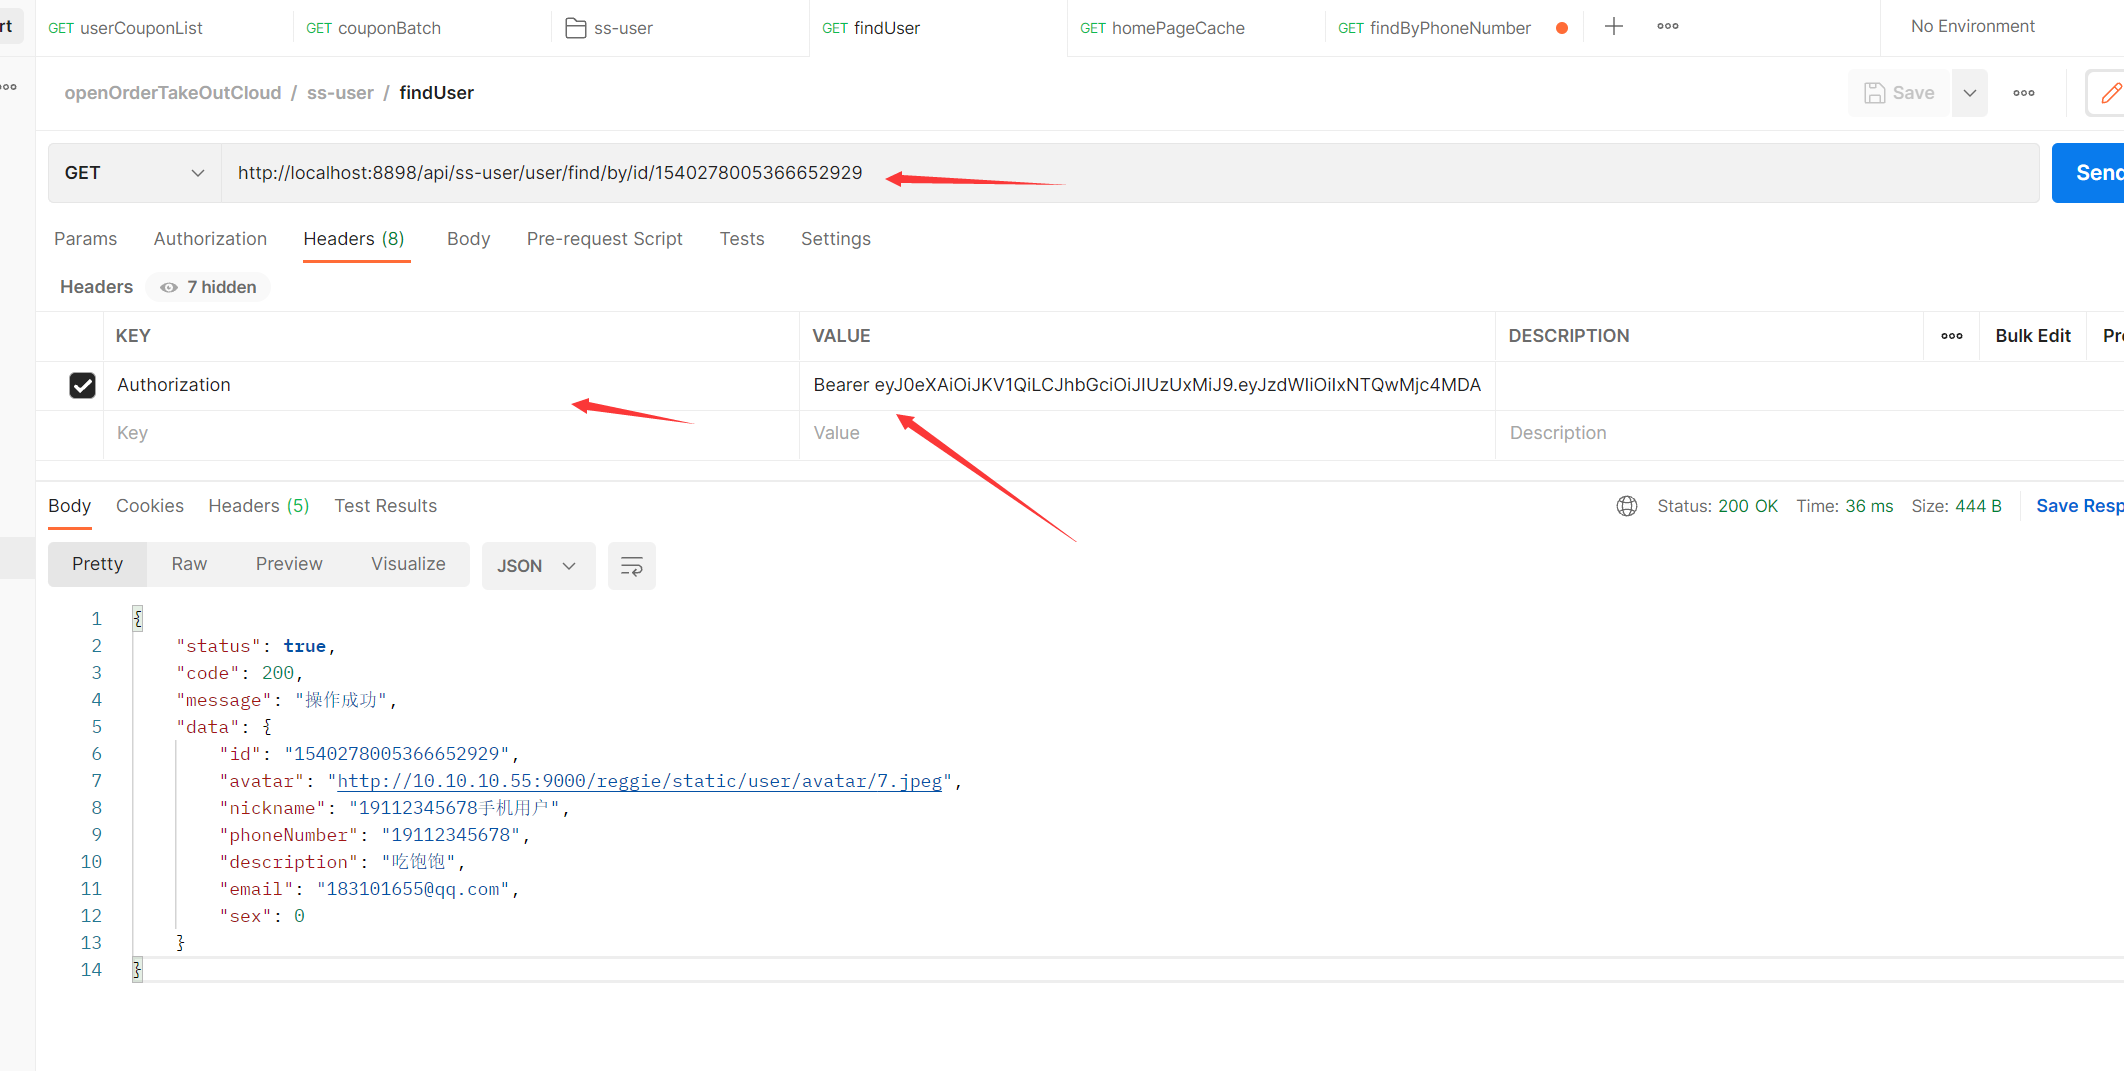 rt GET userCouponList GET couponBatch ss-user GET findUser GET homePageCache GET findByPhoneNumber No Environment
openOrderTakeOutCloud / ss-user / findUser Save
GET http://localhost:8898/api/ss-user/user/find/by/id/1540278005366652929 Send
Params Authorization Headers (8) Body Pre-request Script Tests Settings
Headers 7 hidden
KEY VALUE DESCRIPTION Bulk Edit Pre
Authorization Bearer eyJ0eXAiOiJKV1QiLCJhbGciOiJIUzUxMiJ9.eyJzdWIiOiIxNTQwMjc4MDA
Key Value Description
Body Cookies Headers (5) Test Results Status: 200 OK Time: 36 ms Size: 444 B Save Resp
Pretty Raw Preview Visualize JSON
1 {
2 "status": true,
3 "code": 200,
4 "message": "操作成功",
5 "data": {
6 "id": "1540278005366652929",
7 "avatar": "http://10.10.10.55:9000/reggie/static/user/avatar/7.jpeg",
8 "nickname": "19112345678手机用户",
9 "phoneNumber": "19112345678",
10 "description": "吃饱饱",
11 "email": "183101655@qq.com",
12 "sex": 0
13 }
14 }